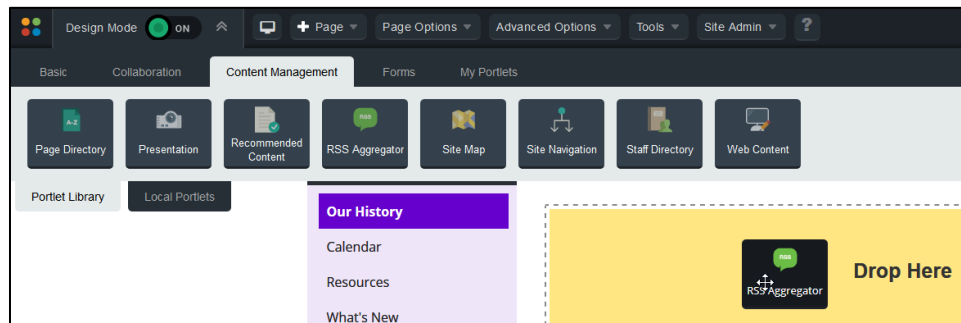 Design Mode ON + Page Page Options Advanced Options Tools Site Admin ?
Basic Collaboration Content Management Forms My Portlets
A-Z RSS
Page Directory Presentation Recommended Content RSS Aggregator Site Map Site Navigation Staff Directory Web Content
Portlet Library Local Portlets
Our History
Calendar
RSS
RSS Aggregator Drop Here
Resources
What's New